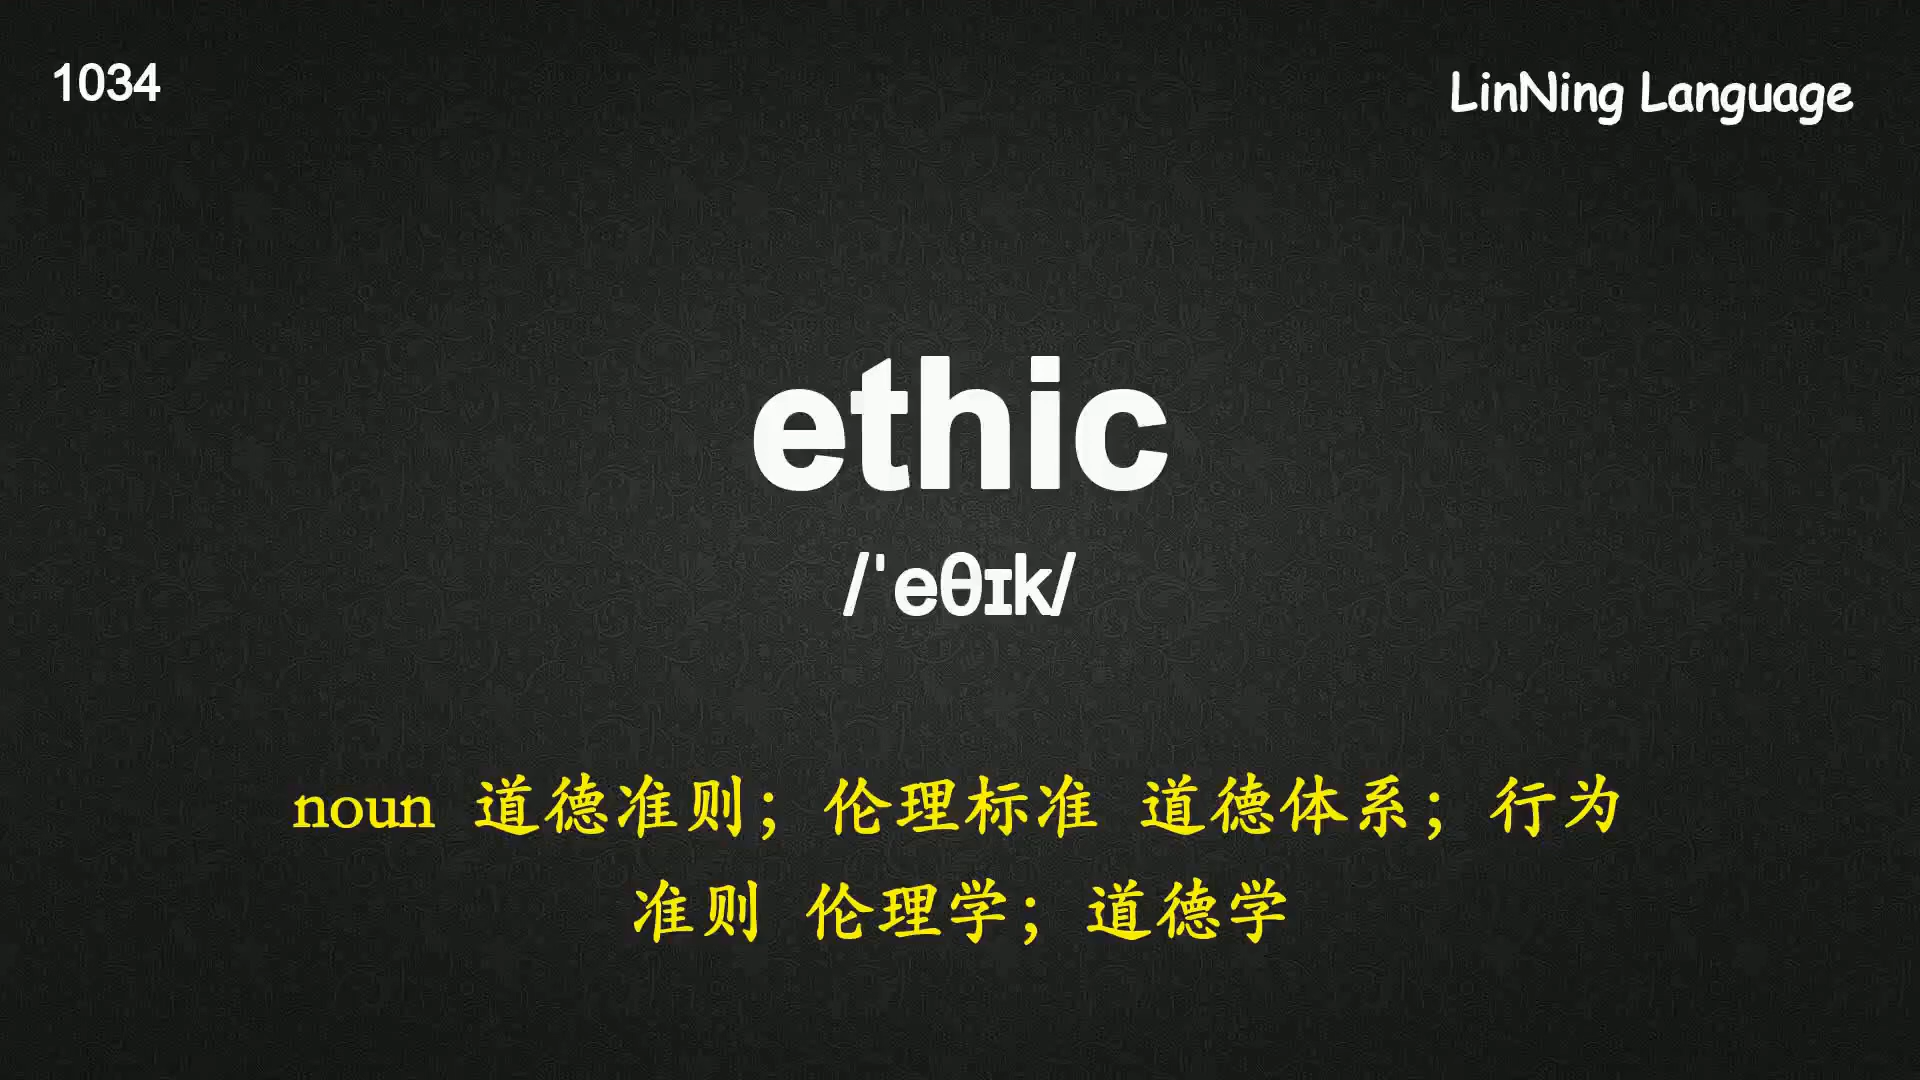 1034
LinNing Language
ethic
/ˈeθɪk/
noun 道德准则；伦理标准 道德体系；行为
准则 伦理学；道德学